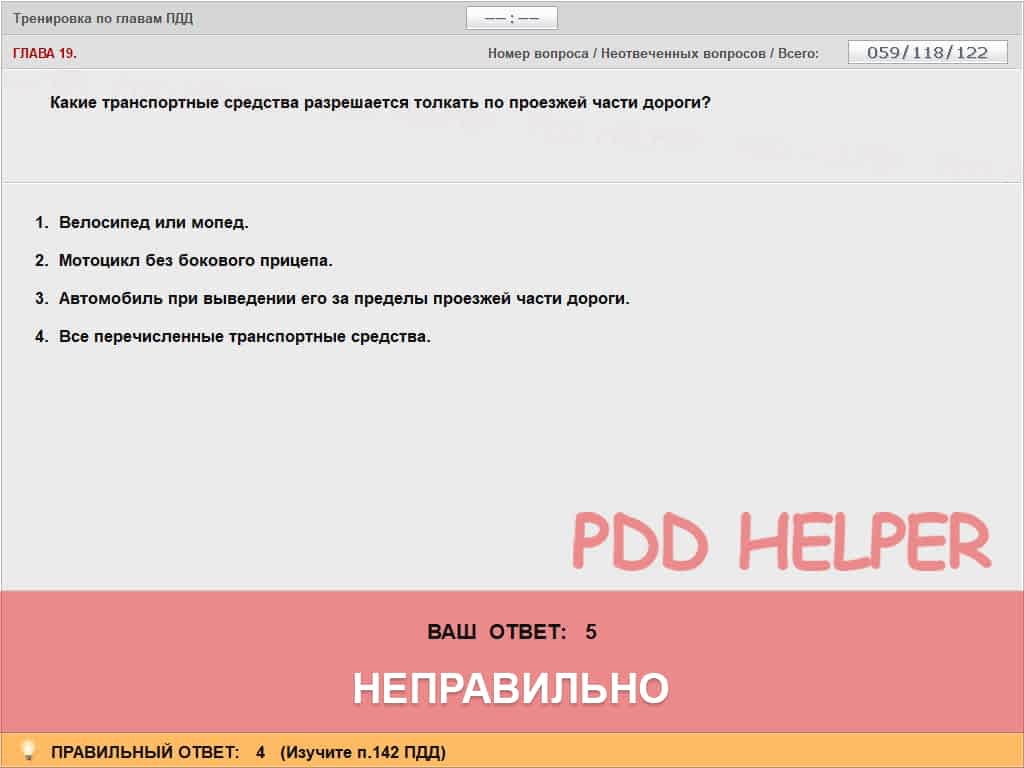 Тренировка по главам ПДД
−− : −−
ГЛАВА 19.
Номер вопроса / Неотвеченных вопросов / Всего:
059/118/122
Какие транспортные средства разрешается толкать по проезжей части дороги?
1. Велосипед или мопед.
2. Мотоцикл без бокового прицепа.
3. Автомобиль при выведении его за пределы проезжей части дороги.
4. Все перечисленные транспортные средства.
PDD HELPER
ВАШ ОТВЕТ: 5
НЕПРАВИЛЬНО
ПРАВИЛЬНЫЙ ОТВЕТ: 4 (Изучите п.142 ПДД)